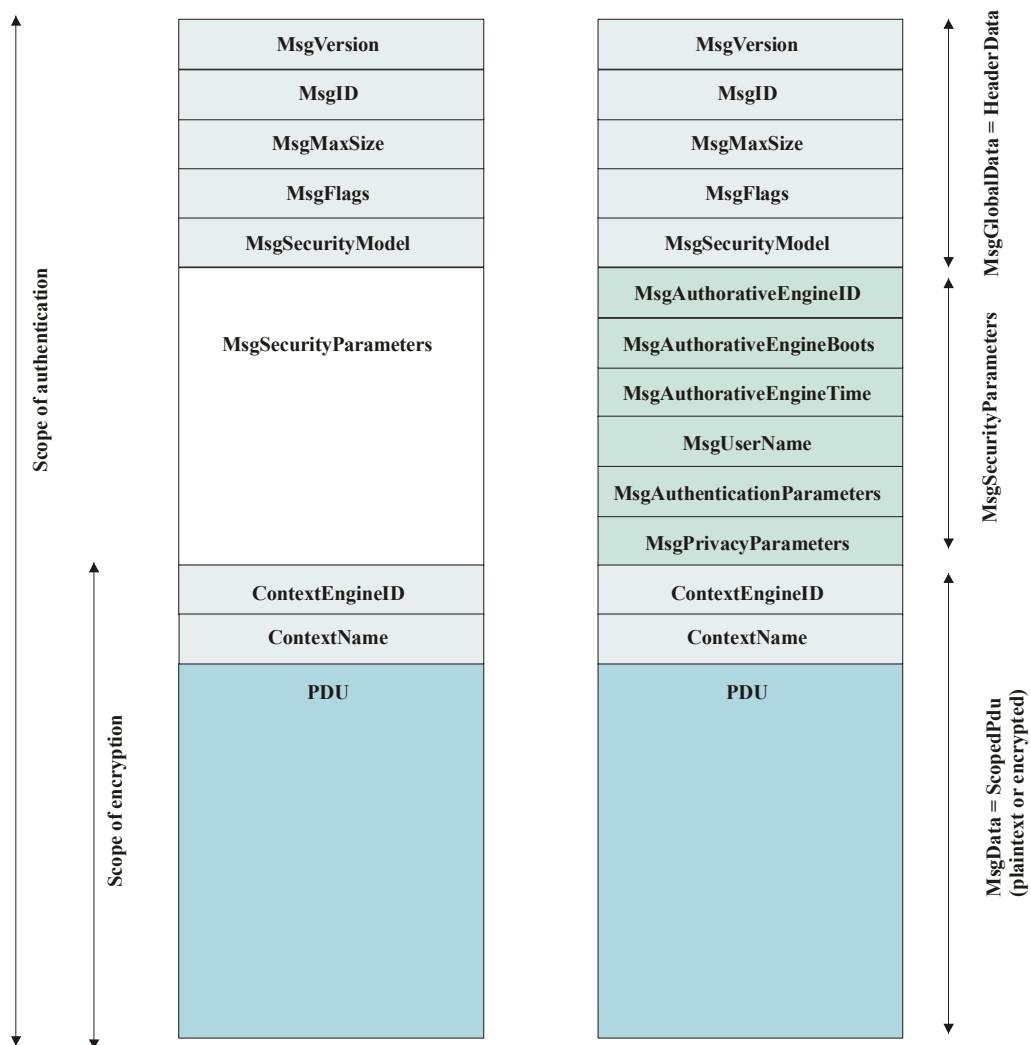 Scope of authentication
Scope of encryption
MsgVersion
MsgID
MsgMaxSize
MsgFlags
MsgSecurityModel
MsgSecurityParameters
ContextEngineID
ContextName
PDU
MsgVersion
MsgID
MsgMaxSize
MsgFlags
MsgSecurityModel
MsgAuthorativeEngineID
MsgAuthorativeEngineBoots
MsgAuthorativeEngineTime
MsgUserName
MsgAuthenticationParameters
MsgPrivacyParameters
ContextEngineID
ContextName
PDU
MsgGlobalData = HeaderData
MsgSecurityParameters
MsgData = ScopedPdu
(plaintext or encrypted)